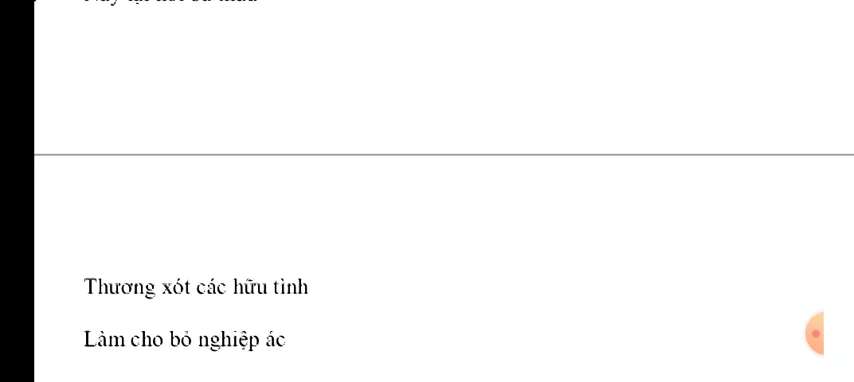 Thương xót các hữu tình
Làm cho bỏ nghiệp ác